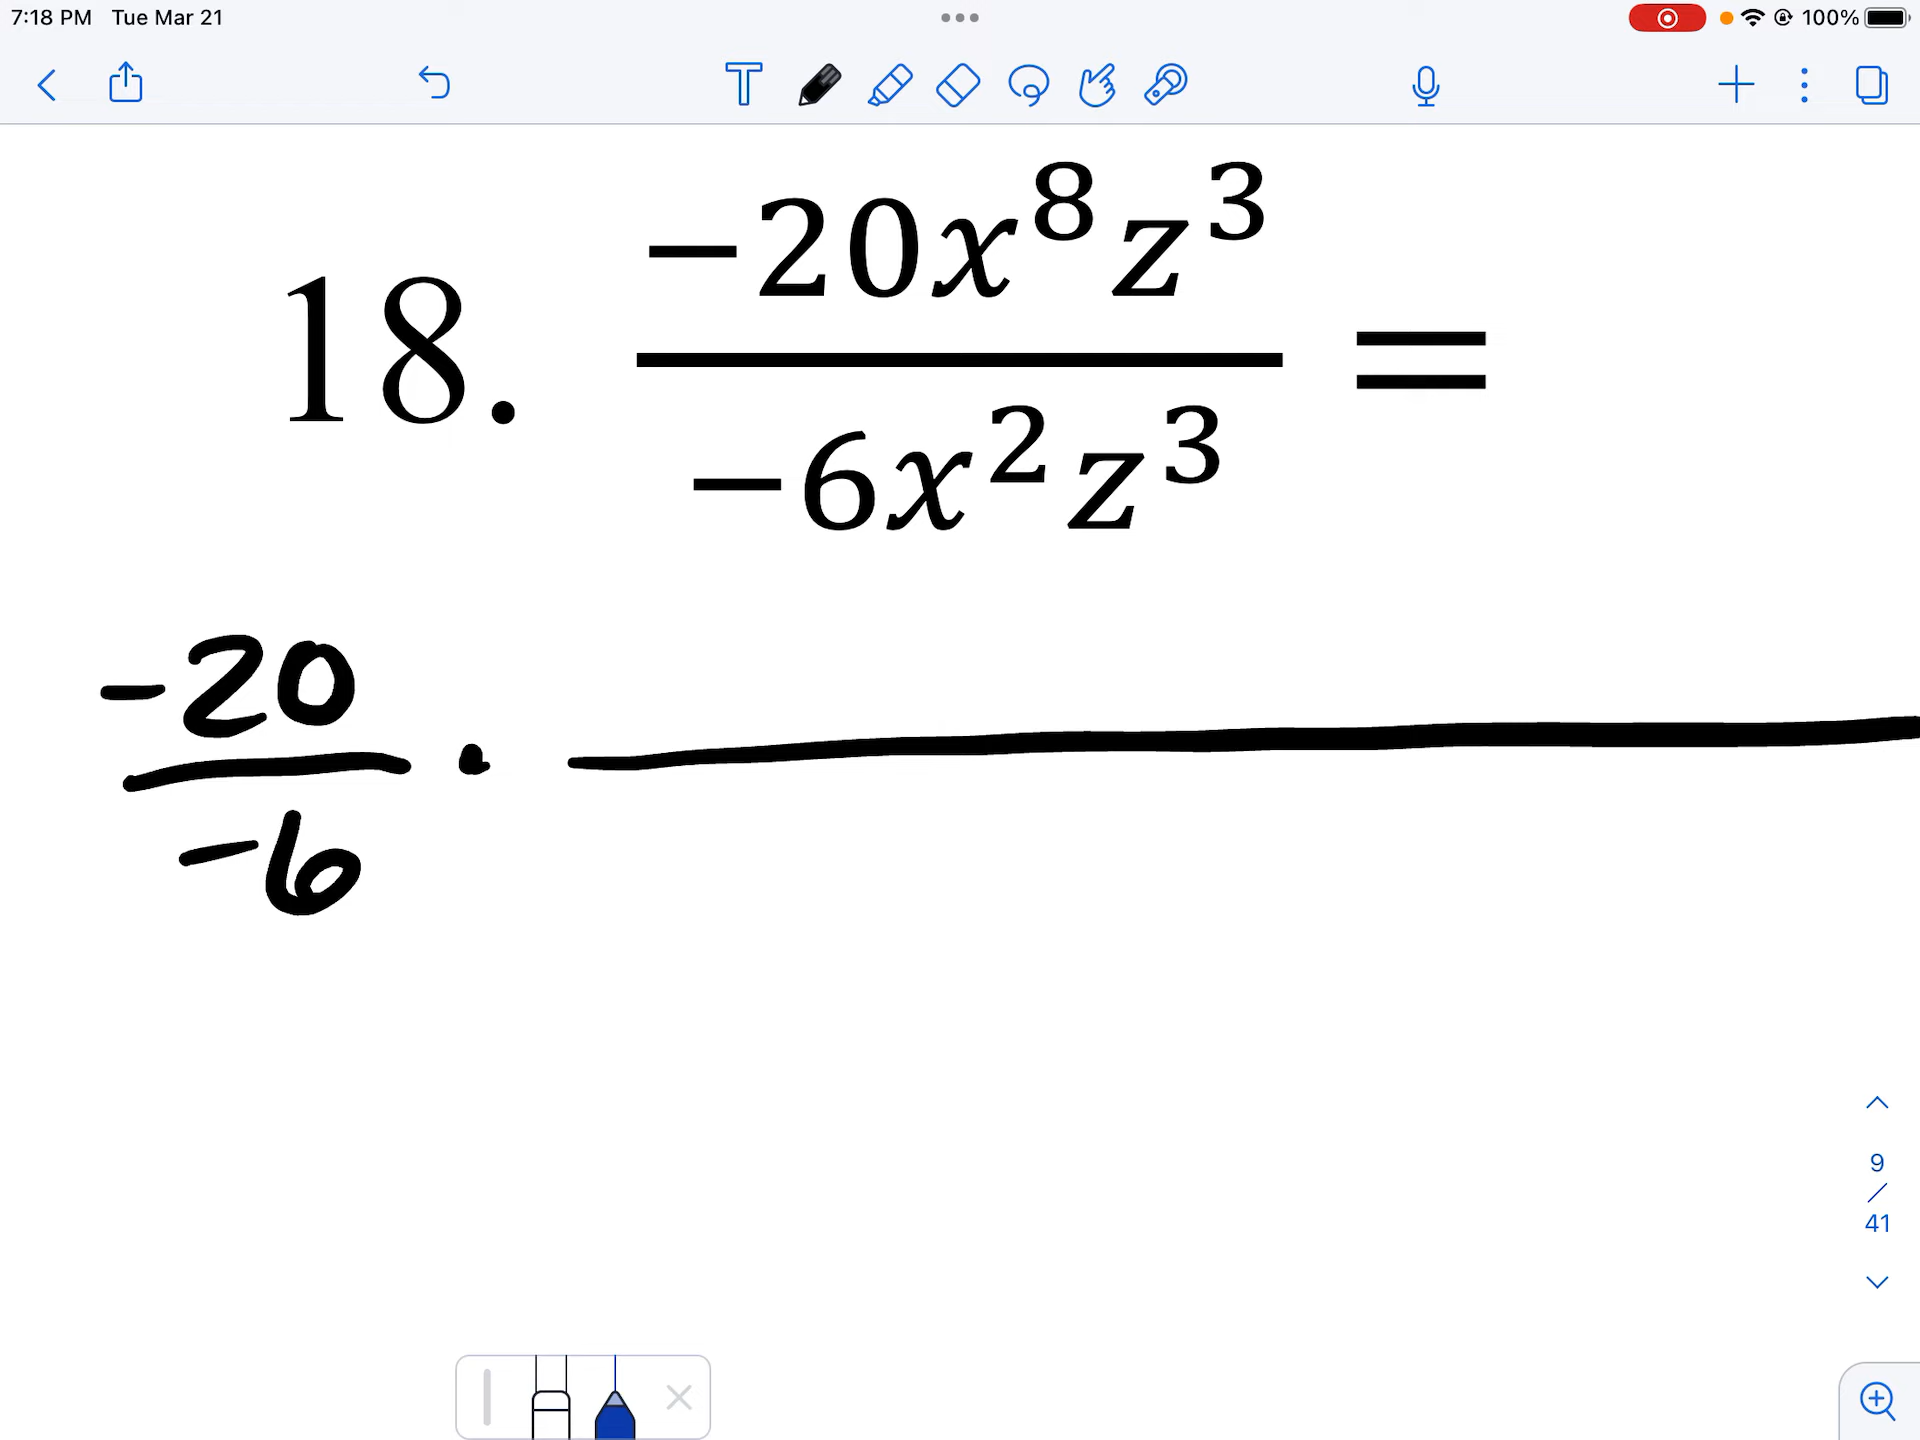 7:18 PM Tue Mar 21 100%
T
18. −20x⁸z³ / −6x²z³ =
-20 / -6 ·
9 / 41